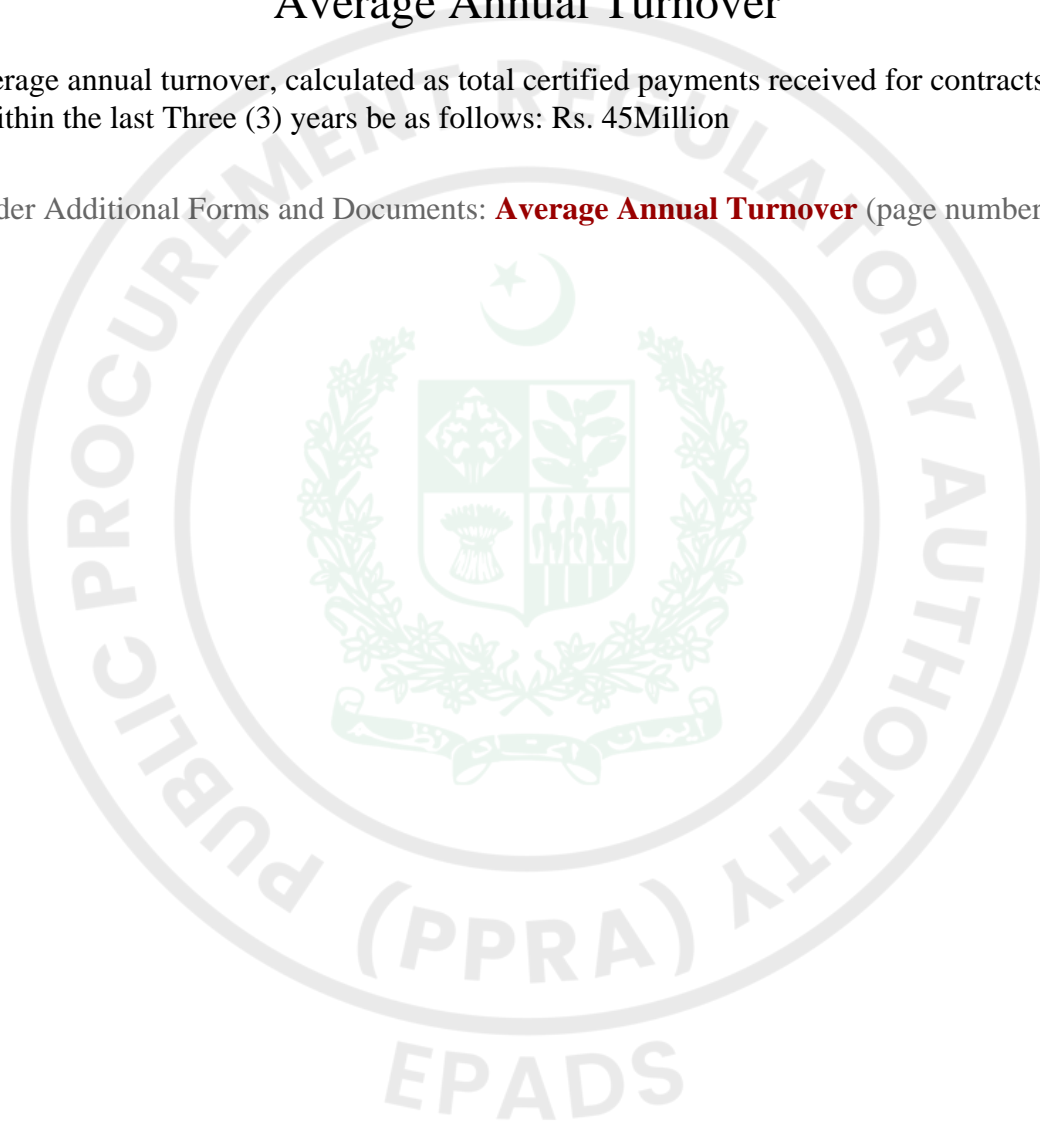 Average Annual Turnover
erage annual turnover, calculated as total certified payments received for contracts
ithin the last Three (3) years be as follows: Rs. 45Million
der Additional Forms and Documents: Average Annual Turnover (page number
PUBLIC PROCUREMENT REGULATORY AUTHORITY
(PPRA)
EPADS